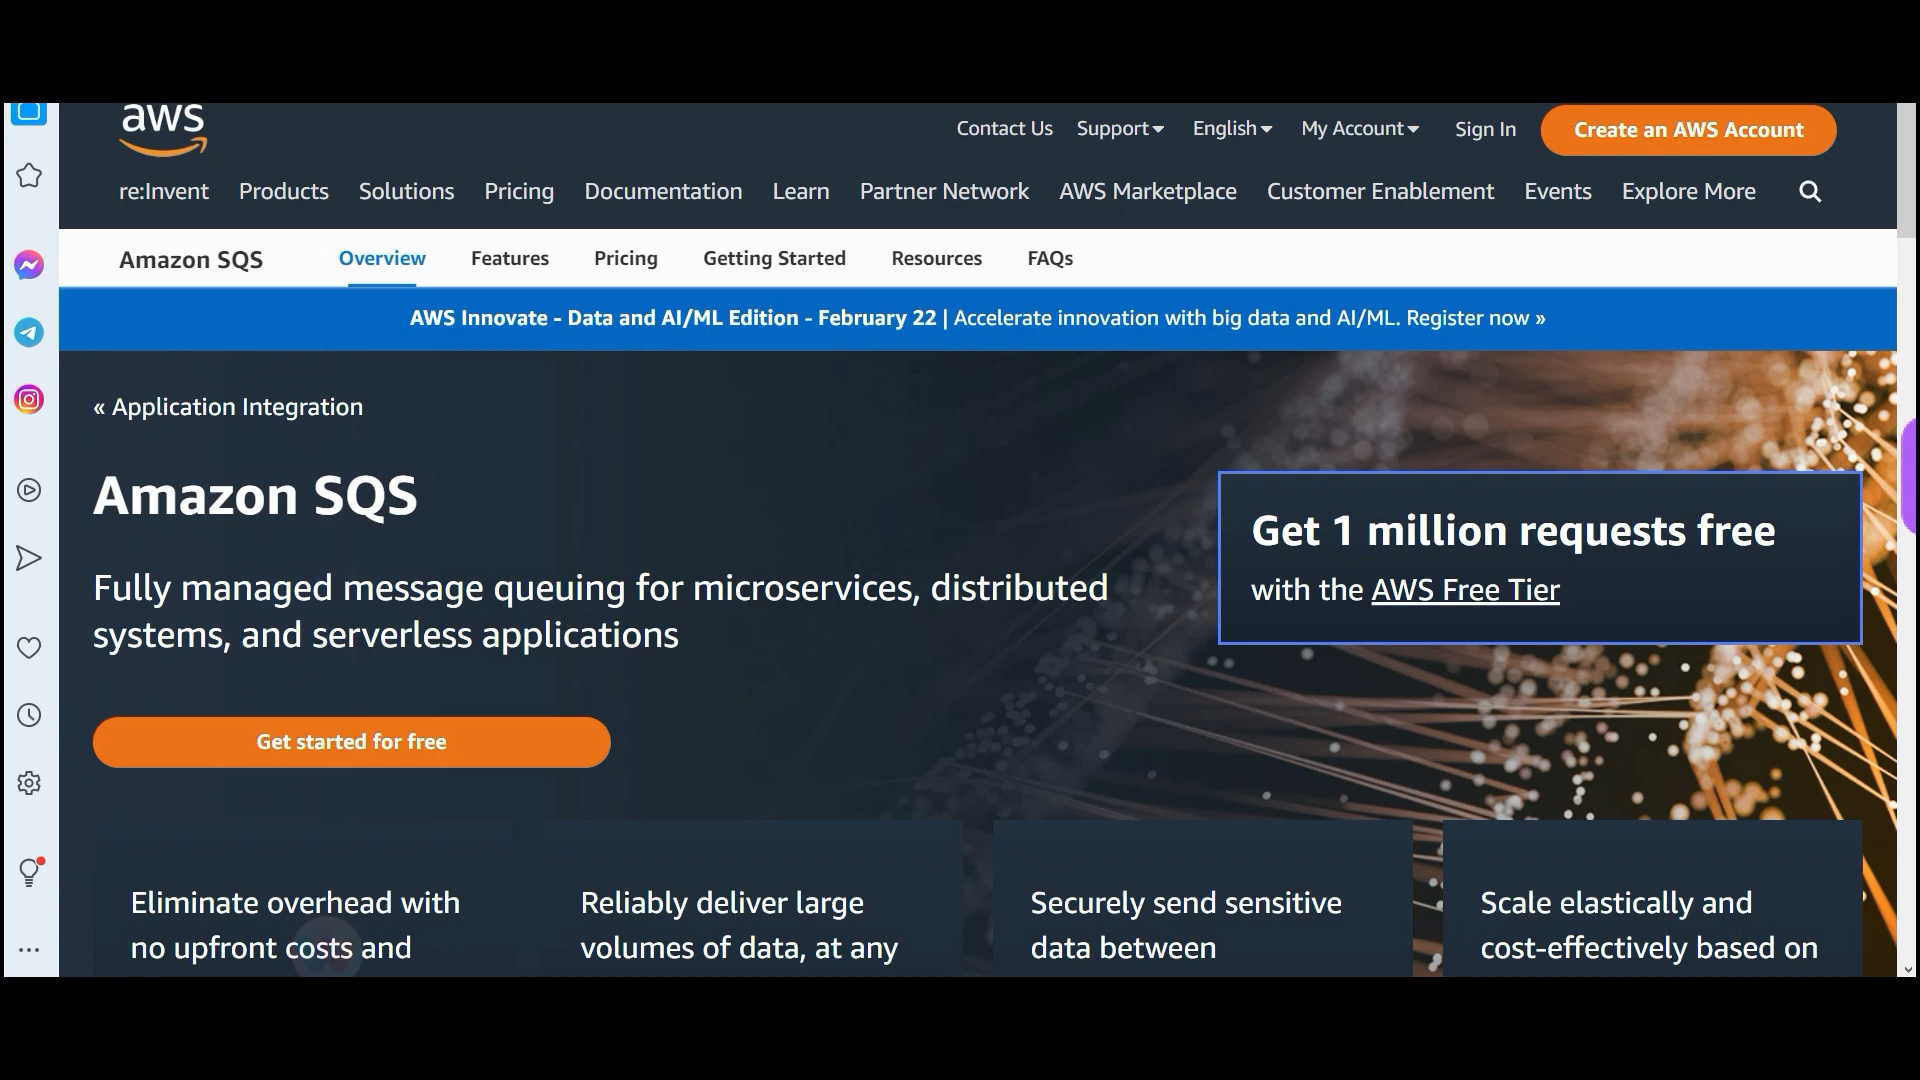 aws
Contact Us Support English My Account Sign In Create an AWS Account
re:Invent Products Solutions Pricing Documentation Learn Partner Network AWS Marketplace Customer Enablement Events Explore More
Amazon SQS Overview Features Pricing Getting Started Resources FAQs
AWS Innovate - Data and AI/ML Edition - February 22 | Accelerate innovation with big data and AI/ML. Register now »
« Application Integration
Amazon SQS
Fully managed message queuing for microservices, distributed
systems, and serverless applications
Get started for free
Get 1 million requests free
with the AWS Free Tier
Eliminate overhead with
no upfront costs and
Reliably deliver large
volumes of data, at any
Securely send sensitive
data between
Scale elastically and
cost-effectively based on